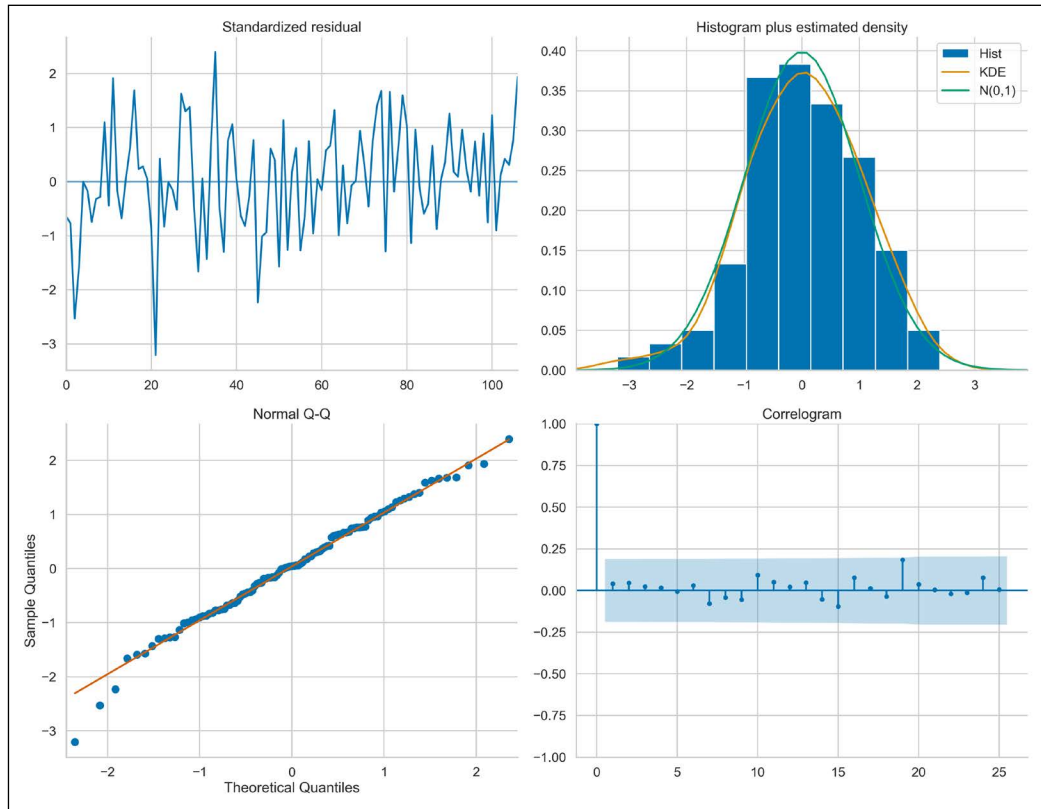 Standardized residual
2
1
0
−1
−2
−3
0 20 40 60 80 100
Histogram plus estimated density
Hist
KDE
N(0,1)
0.40
0.35
0.30
0.25
0.20
0.15
0.10
0.05
0.00
−3 −2 −1 0 1 2 3
Normal Q-Q
Sample Quantiles
2
1
0
−1
−2
−3
−2 −1 0 1 2
Theoretical Quantiles
Correlogram
1.00
0.75
0.50
0.25
0.00
−0.25
−0.50
−0.75
−1.00
0 5 10 15 20 25